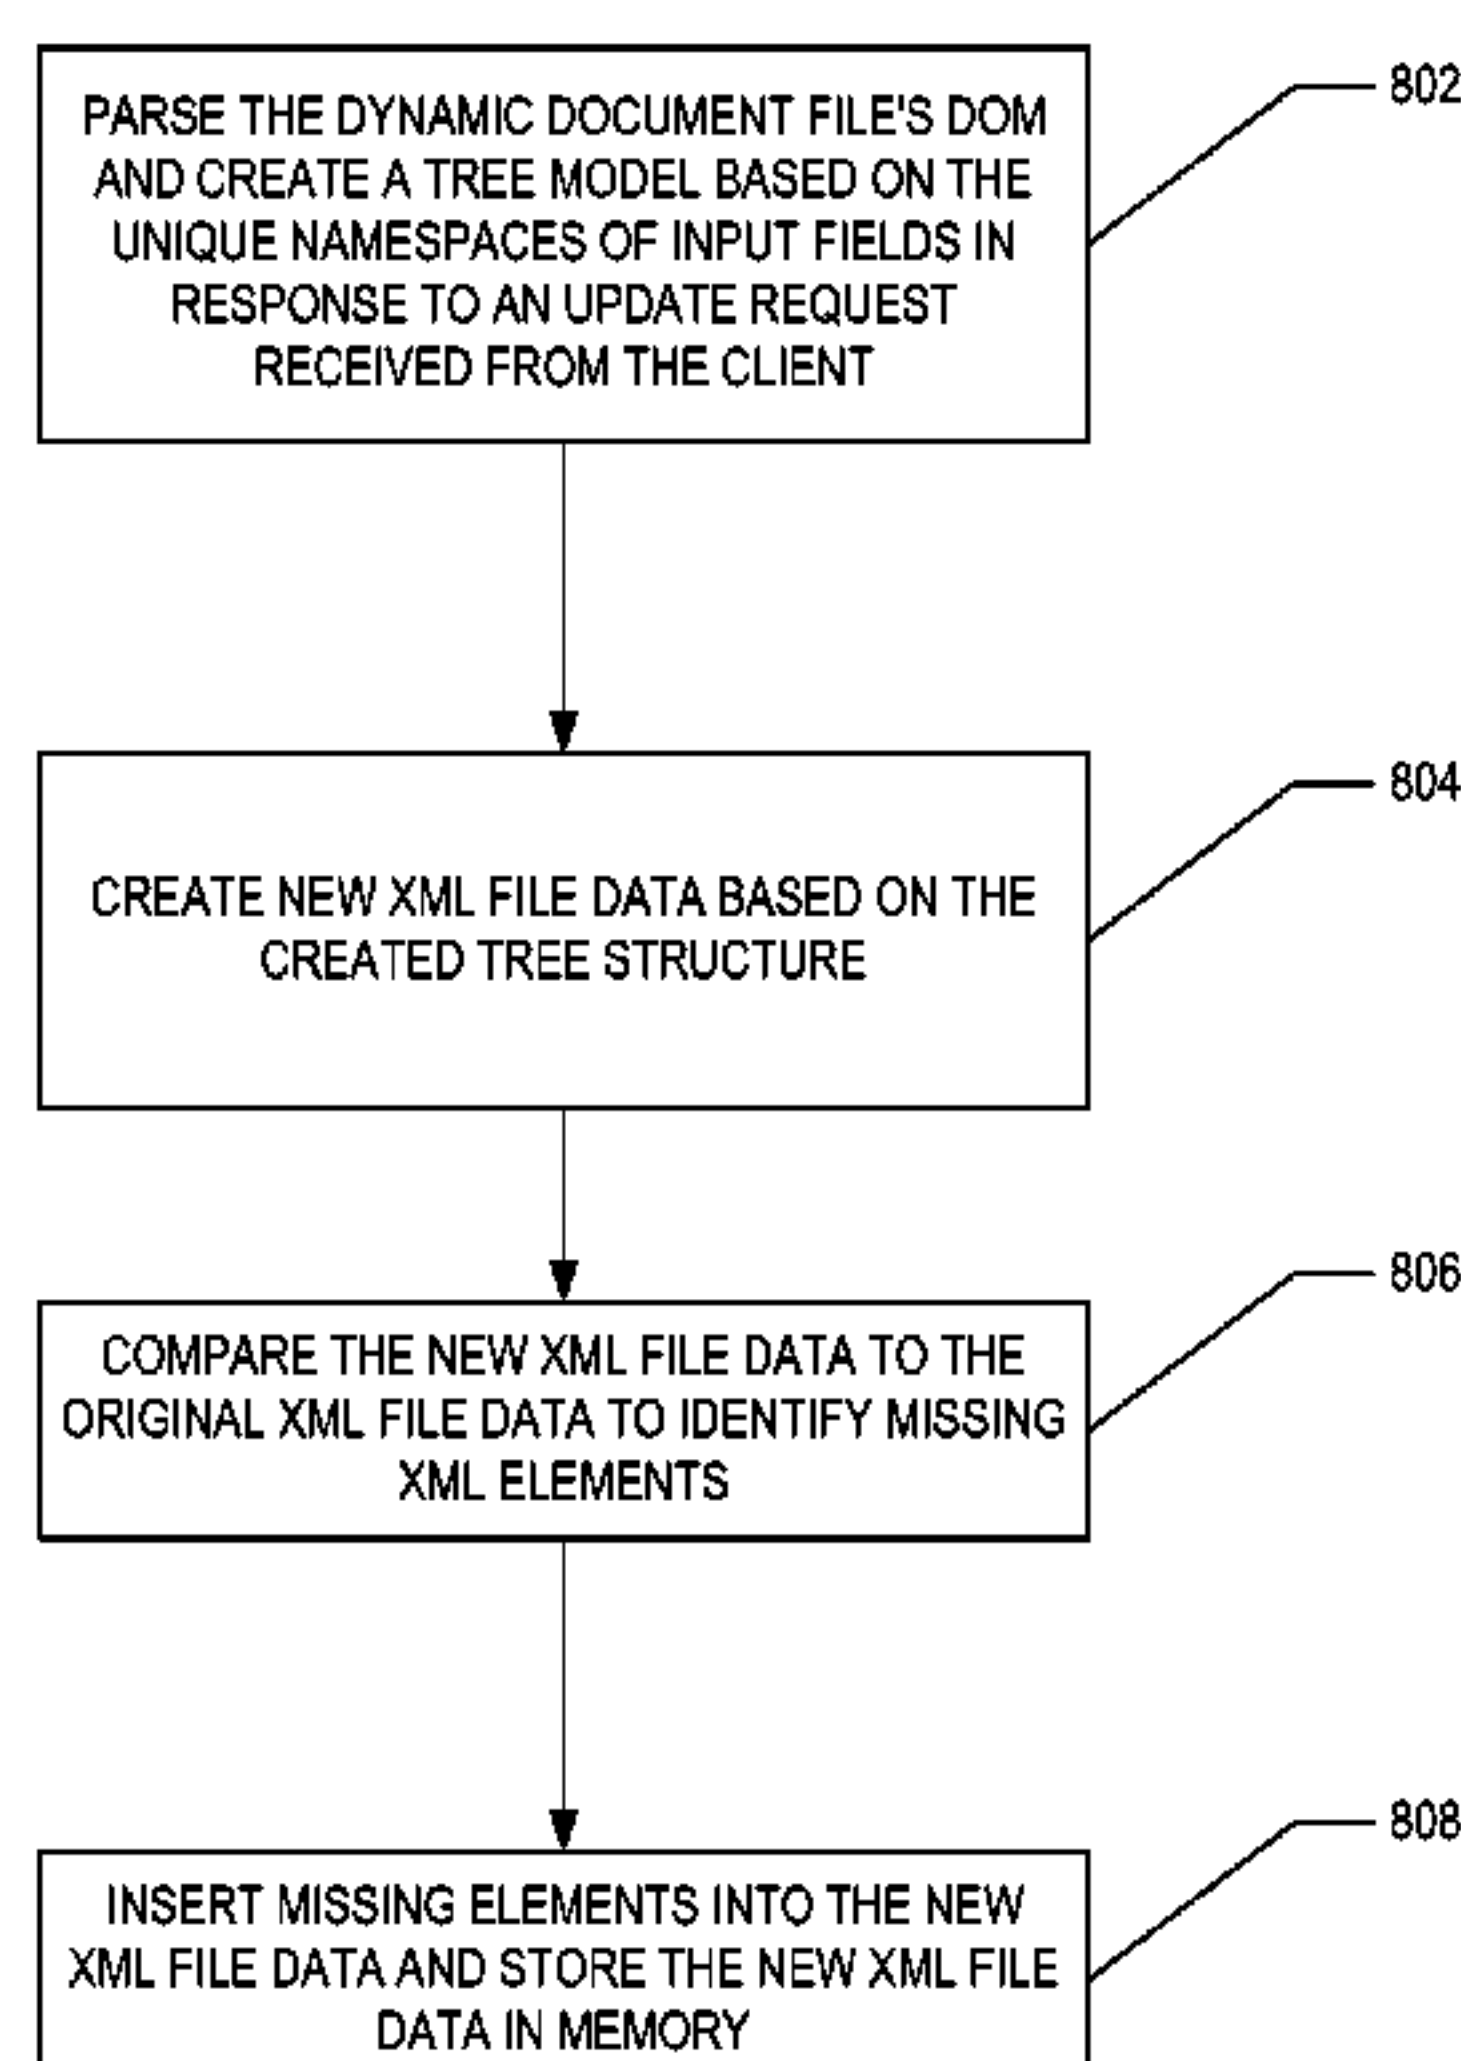 PARSE THE DYNAMIC DOCUMENT FILE'S DOM
AND CREATE A TREE MODEL BASED ON THE
UNIQUE NAMESPACES OF INPUT FIELDS IN
RESPONSE TO AN UPDATE REQUEST
RECEIVED FROM THE CLIENT
802
CREATE NEW XML FILE DATA BASED ON THE
CREATED TREE STRUCTURE
804
COMPARE THE NEW XML FILE DATA TO THE
ORIGINAL XML FILE DATA TO IDENTIFY MISSING
XML ELEMENTS
806
INSERT MISSING ELEMENTS INTO THE NEW
XML FILE DATA AND STORE THE NEW XML FILE
DATA IN MEMORY
808